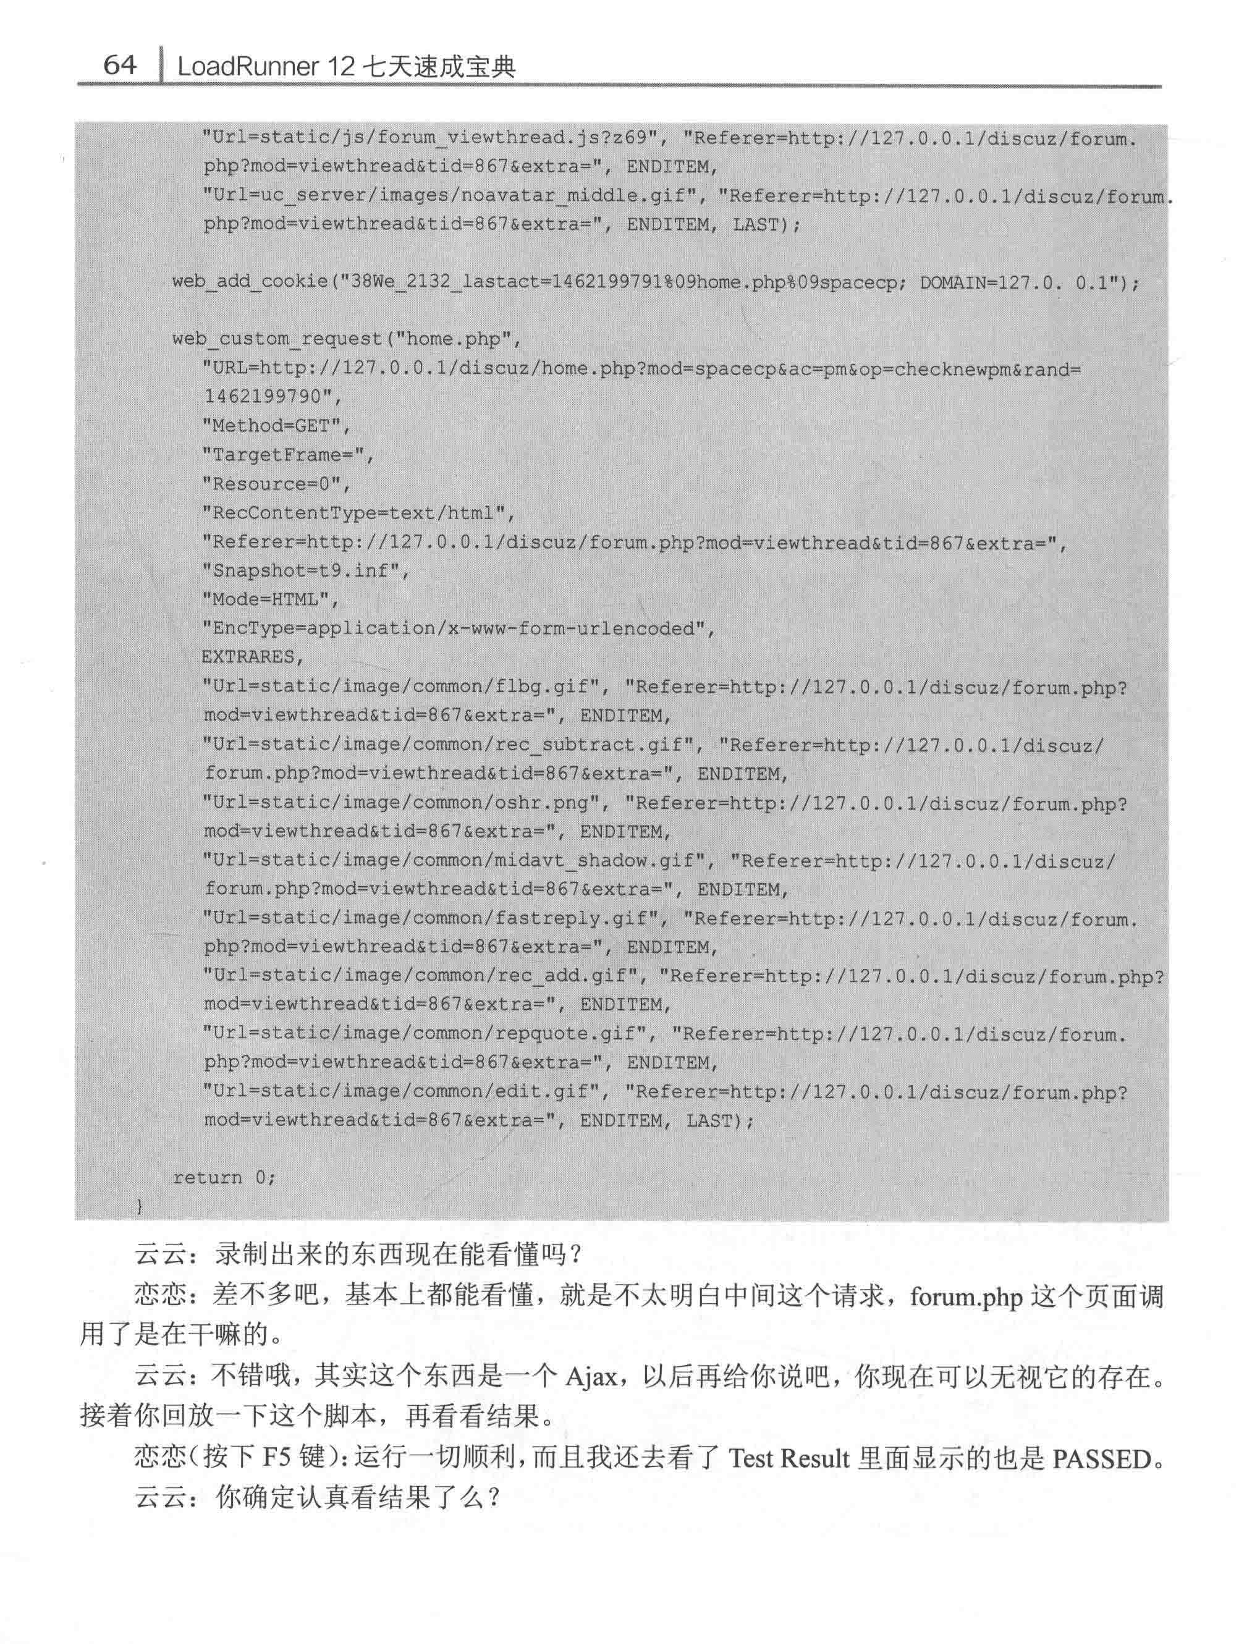 64 LoadRunner 12 七天速成宝典
"Url=static/js/forum_viewthread.js?z69", "Referer=http://127.0.0.1/discuz/forum.
php?mod=viewthread&tid=867&extra=", ENDITEM,
"Url=uc_server/images/noavatar_middle.gif", "Referer=http://127.0.0.1/discuz/forum.
php?mod=viewthread&tid=867&extra=", ENDITEM, LAST);
web_add_cookie("38We_2132_lastact=1462199791%09home.php%09spacecp; DOMAIN=127.0. 0.1");
web_custom_request("home.php",
"URL=http://127.0.0.1/discuz/home.php?mod=spacecp&ac=pm&op=checknewpm&rand=
1462199790",
"Method=GET",
"TargetFrame=",
"Resource=0",
"RecContentType=text/html",
"Referer=http://127.0.0.1/discuz/forum.php?mod=viewthread&tid=867&extra=",
"Snapshot=t9.inf",
"Mode=HTML",
"EncType=application/x-www-form-urlencoded",
EXTRARES,
"Url=static/image/common/flbg.gif", "Referer=http://127.0.0.1/discuz/forum.php?
mod=viewthread&tid=867&extra=", ENDITEM,
"Url=static/image/common/rec_subtract.gif", "Referer=http://127.0.0.1/discuz/
forum.php?mod=viewthread&tid=867&extra=", ENDITEM,
"Url=static/image/common/oshr.png", "Referer=http://127.0.0.1/discuz/forum.php?
mod=viewthread&tid=867&extra=", ENDITEM,
"Url=static/image/common/midavt_shadow.gif", "Referer=http://127.0.0.1/discuz/
forum.php?mod=viewthread&tid=867&extra=", ENDITEM,
"Url=static/image/common/fastreply.gif", "Referer=http://127.0.0.1/discuz/forum.
php?mod=viewthread&tid=867&extra=", ENDITEM,
"Url=static/image/common/rec_add.gif", "Referer=http://127.0.0.1/discuz/forum.php?
mod=viewthread&tid=867&extra=", ENDITEM,
"Url=static/image/common/repquote.gif", "Referer=http://127.0.0.1/discuz/forum.
php?mod=viewthread&tid=867&extra=", ENDITEM,
"Url=static/image/common/edit.gif", "Referer=http://127.0.0.1/discuz/forum.php?
mod=viewthread&tid=867&extra=", ENDITEM, LAST);
return 0;
}
云云：录制出来的东西现在能看懂吗？
恋恋：差不多吧，基本上都能看懂，就是不太明白中间这个请求，forum.php 这个页面调
用了是在干嘛的。
云云：不错哦，其实这个东西是一个 Ajax，以后再给你说吧，你现在可以无视它的存在。
接着你回放一下这个脚本，再看看结果。
恋恋（按下 F5 键）：运行一切顺利，而且我还去看了 Test Result 里面显示的也是 PASSED。
云云：你确定认真看结果了么？